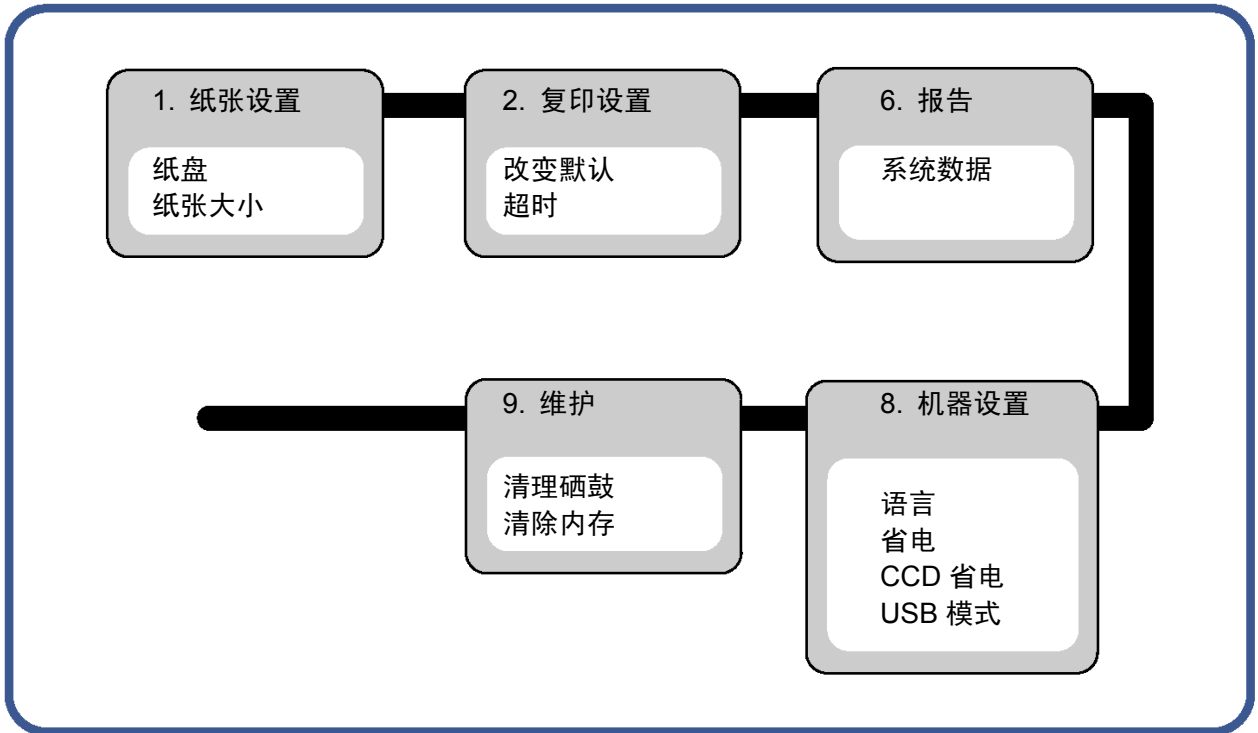 1. 纸张设置
纸盘
纸张大小
2. 复印设置
改变默认
超时
6. 报告
系统数据
8. 机器设置
语言
省电
CCD 省电
USB 模式
9. 维护
清理硒鼓
清除内存